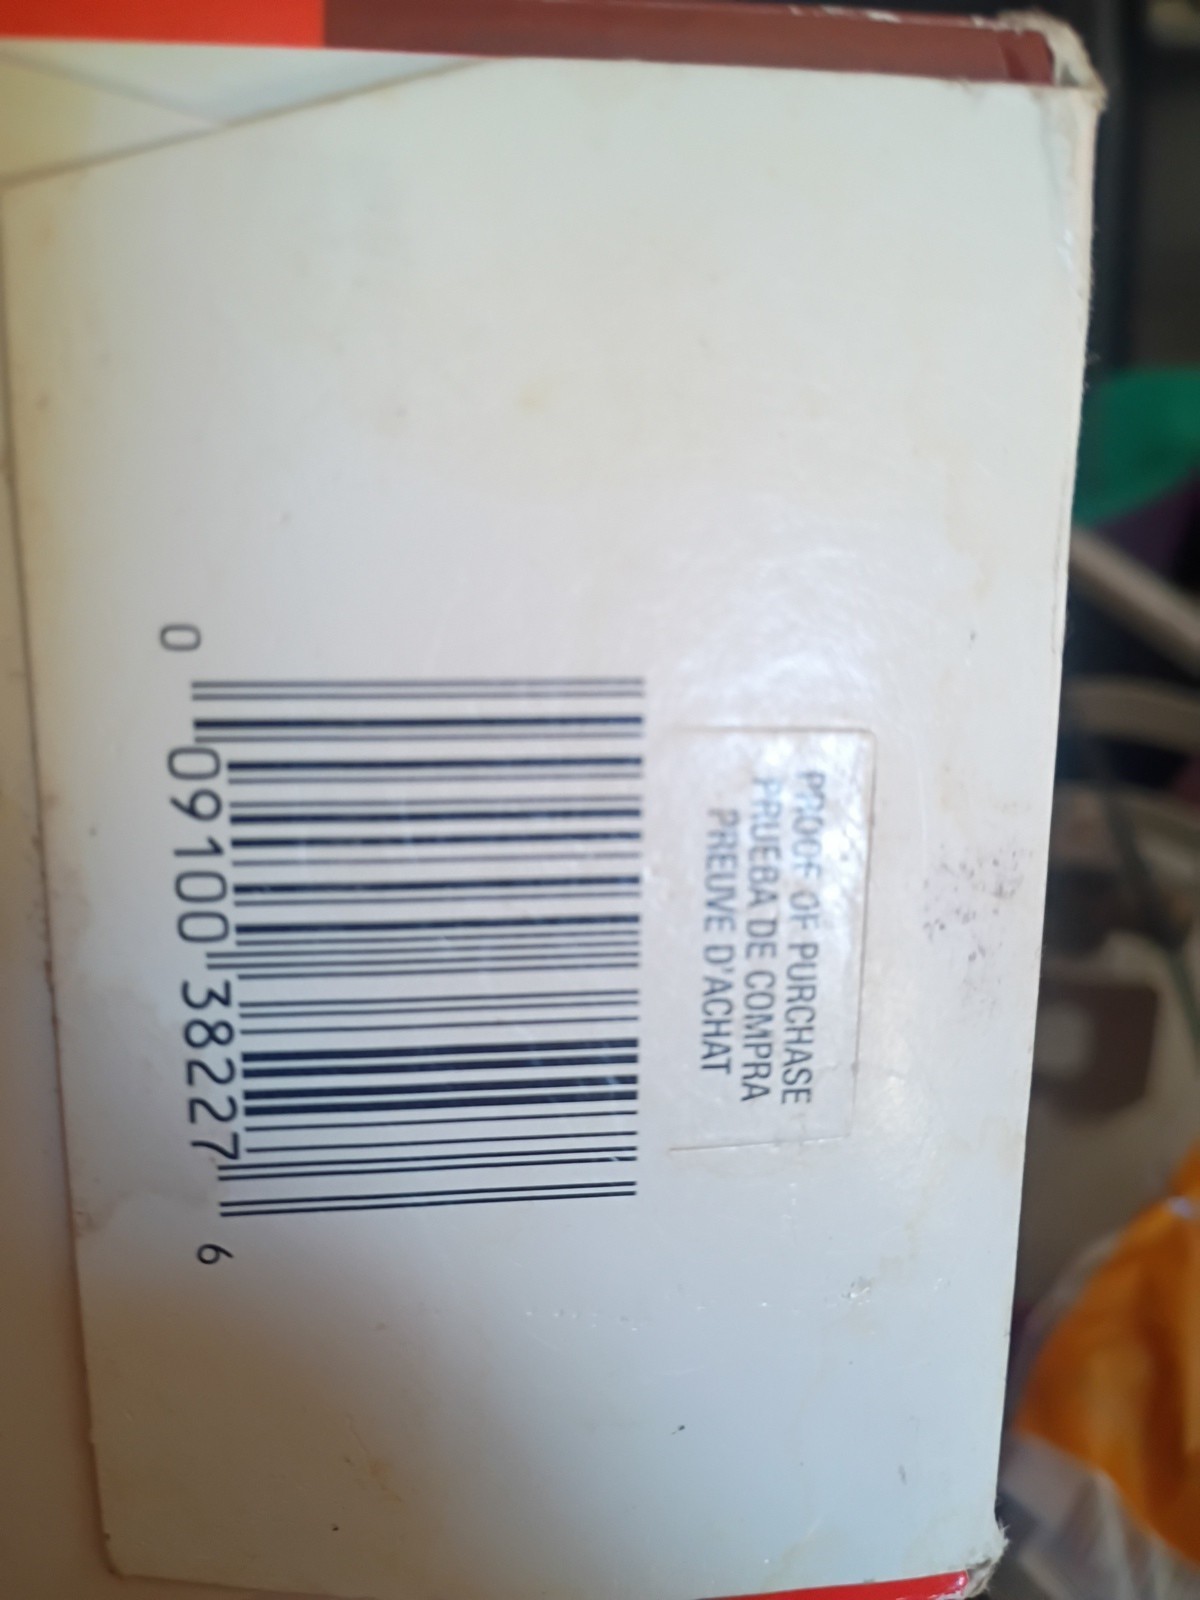 PROOF OF PURCHASE
PRUEBA DE COMPRA
PREUVE D'ACHAT
0 09100 38227 6